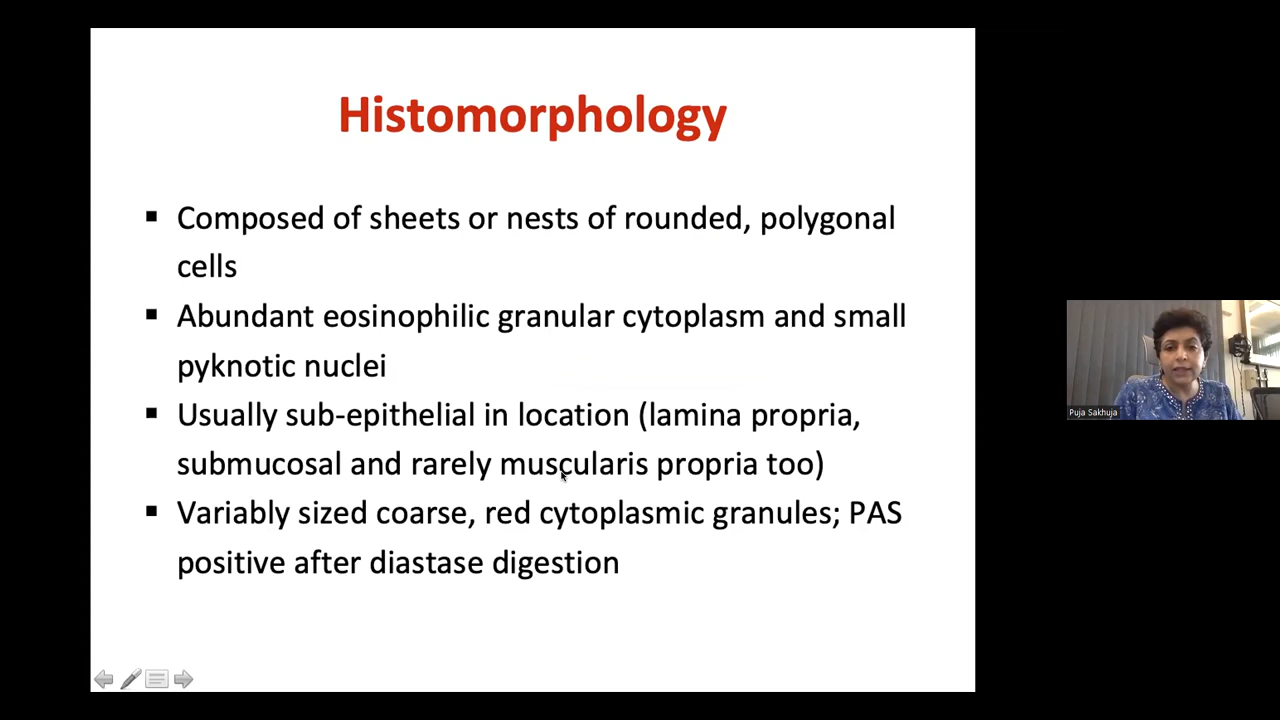 Histomorphology
▪ Composed of sheets or nests of rounded, polygonal
cells
▪ Abundant eosinophilic granular cytoplasm and small
pyknotic nuclei
▪ Usually sub-epithelial in location (lamina propria,
submucosal and rarely muscularis propria too)
▪ Variably sized coarse, red cytoplasmic granules; PAS
positive after diastase digestion
Puja Sakhuja